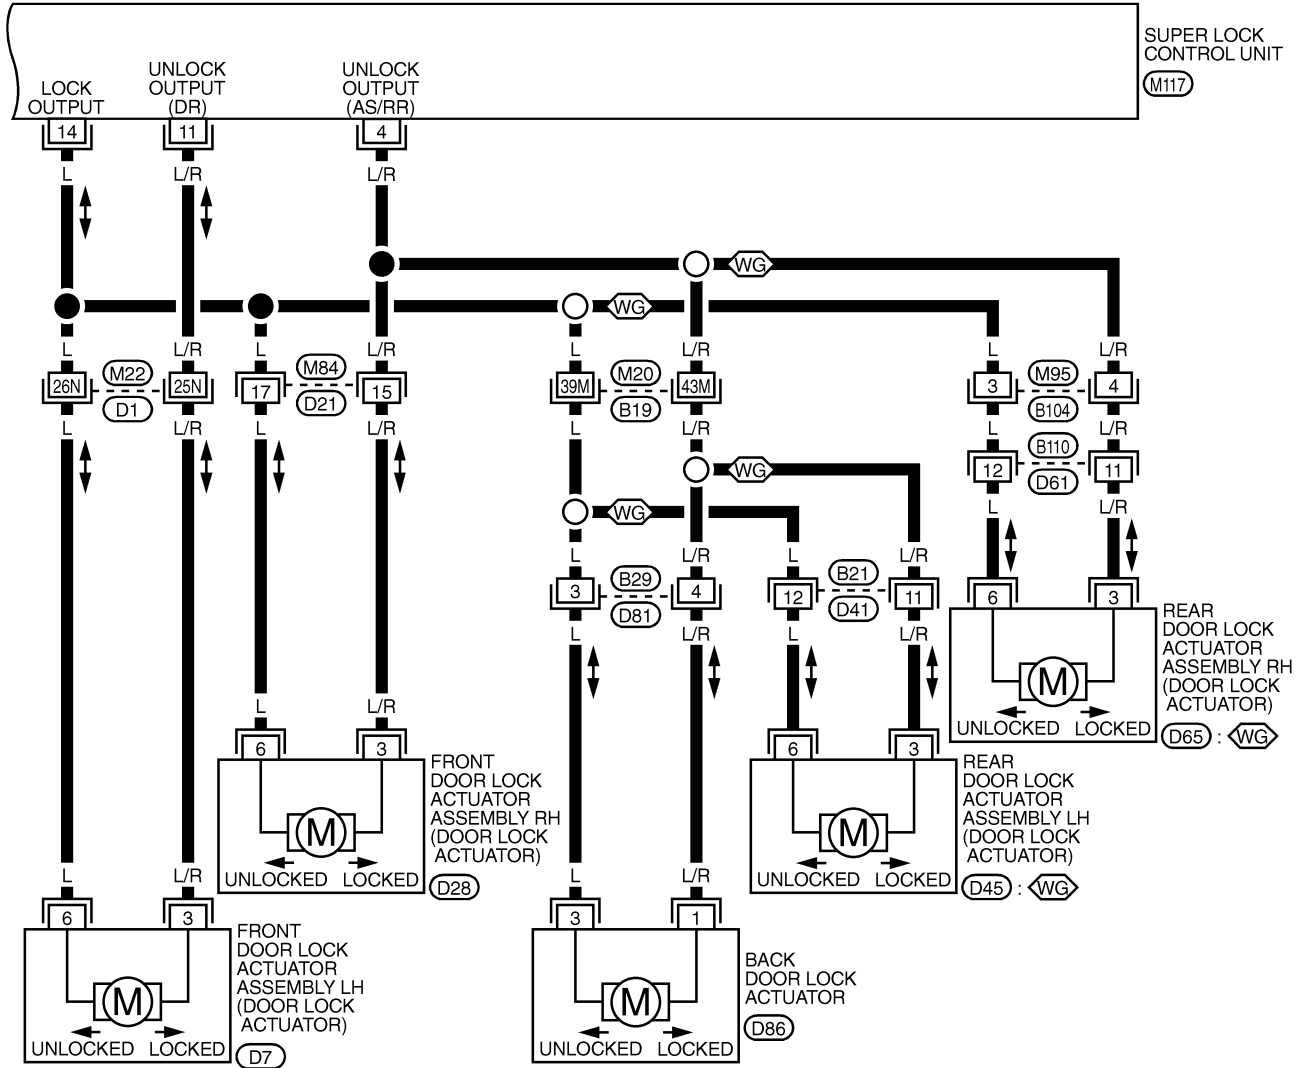 SUPER LOCK
CONTROL UNIT
M117
LOCK
OUTPUT
UNLOCK
OUTPUT
(DR)
UNLOCK
OUTPUT
(AS/RR)
14 11 4
L L/R L/R
WG
WG
L L/R L L/R L L/R L L/R
26N M22 25N
D1
17 M84 15
D21
39M M20 43M
B19
3 M95 4
B104
L L/R L L/R L L/R L L/R
12 B110 11
D61
WG
WG
L L/R
L L/R L L/R
3 B29 4
D81
12 B21 11
D41
L L/R L L/R
6 3
M
UNLOCKED LOCKED
REAR
DOOR LOCK
ACTUATOR
ASSEMBLY RH
(DOOR LOCK
ACTUATOR)
D65 : WG
L L/R
6 3
M
UNLOCKED LOCKED
FRONT
DOOR LOCK
ACTUATOR
ASSEMBLY RH
(DOOR LOCK
ACTUATOR)
D28
6 3
M
UNLOCKED LOCKED
REAR
DOOR LOCK
ACTUATOR
ASSEMBLY LH
(DOOR LOCK
ACTUATOR)
D45 : WG
L L/R
6 3
M
UNLOCKED LOCKED
FRONT
DOOR LOCK
ACTUATOR
ASSEMBLY LH
(DOOR LOCK
ACTUATOR)
D7
L L/R
3 1
M
UNLOCKED LOCKED
BACK
DOOR LOCK
ACTUATOR
D86